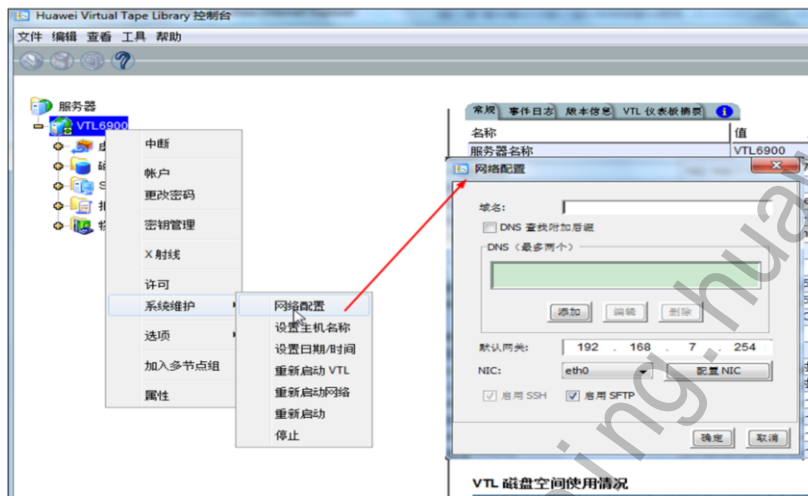 Huawei Virtual Tape Library 控制台
文件 编辑 查看 工具 帮助
服务器
VTL6900
中断
帐户
更改密码
密钥管理
X 射线
许可
系统维护
选项
加入多节点组
属性
网络配置
设置主机名称
设置日期/时间
重新启动 VTL
重新启动网络
重新启动
停止
常规 事件日志 版本信息 VTL 仪表板摘要
名称 值
服务器名称 VTL6900
网络配置
域名:
DNS 查找附加后缀
DNS（最多两个）
添加 编辑 删除
默认网关: 192 . 168 . 7 . 254
NIC: eth0 配置 NIC
启用 SSH 启用 SFTP
确定 取消
VTL 磁盘空间使用情况